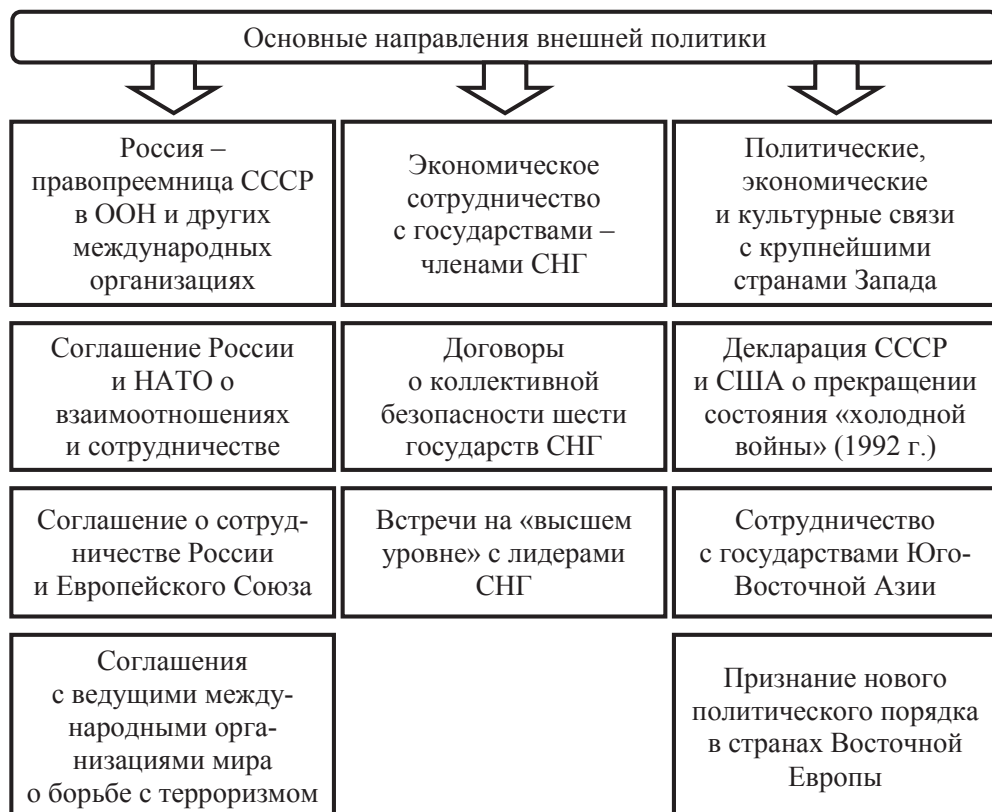 Основные направления внешней политики
Россия –
правопреемница СССР
в ООН и других
международных
организациях
Соглашение России
и НАТО о
взаимоотношениях
и сотрудничестве
Соглашение о сотруд-
ничестве России
и Европейского Союза
Соглашения
с ведущими между-
народными орга-
низациями мира
о борьбе с терроризмом
Экономическое
сотрудничество
с государствами –
членами СНГ
Договоры
о коллективной
безопасности шести
государств СНГ
Встречи на «высшем
уровне» с лидерами
СНГ
Политические,
экономические
и культурные связи
с крупнейшими
странами Запада
Декларация СССР
и США о прекращении
состояния «холодной
войны» (1992 г.)
Сотрудничество
с государствами Юго-
Восточной Азии
Признание нового
политического порядка
в странах Восточной
Европы